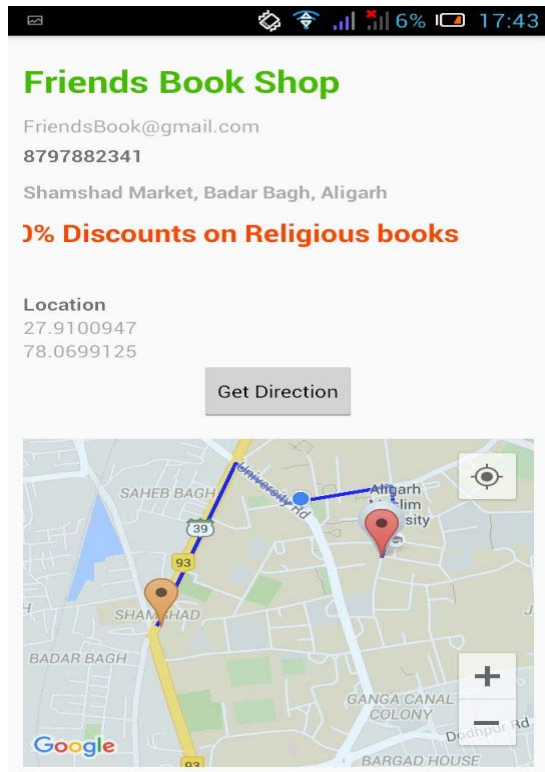 6% 17:43
Friends Book Shop
FriendsBook@gmail.com
8797882341
Shamshad Market, Badar Bagh, Aligarh
0% Discounts on Religious books
Location
27.9100947
78.0699125
Get Direction
University Rd
SAHEB BAGH
Aligarh
lim
sity
39
93
SHAMSHAD
BADAR BAGH
GANGA CANAL
COLONY
Dodhpur Rd
Google
93
BARGAD HOUSE